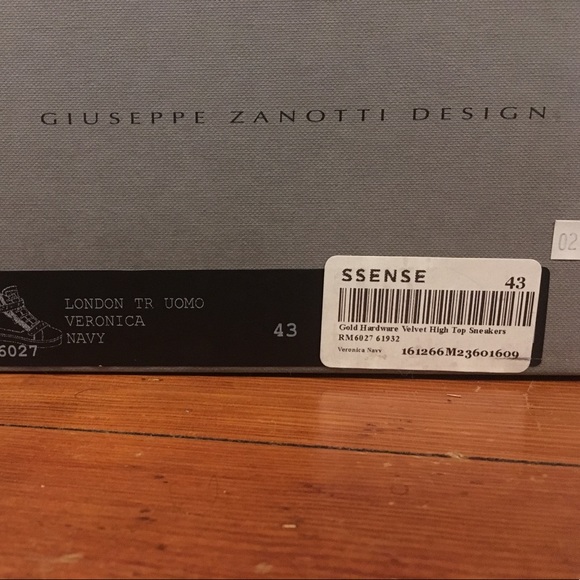 GIUSEPPE ZANOTTI DESIGN
02
LONDON TR UOMO
VERONICA
NAVY
43
6027
SSENSE 43
Gold Hardware Velvet High Top Sneakers
RM6027 61932
Veronica Navy 161266M23601609